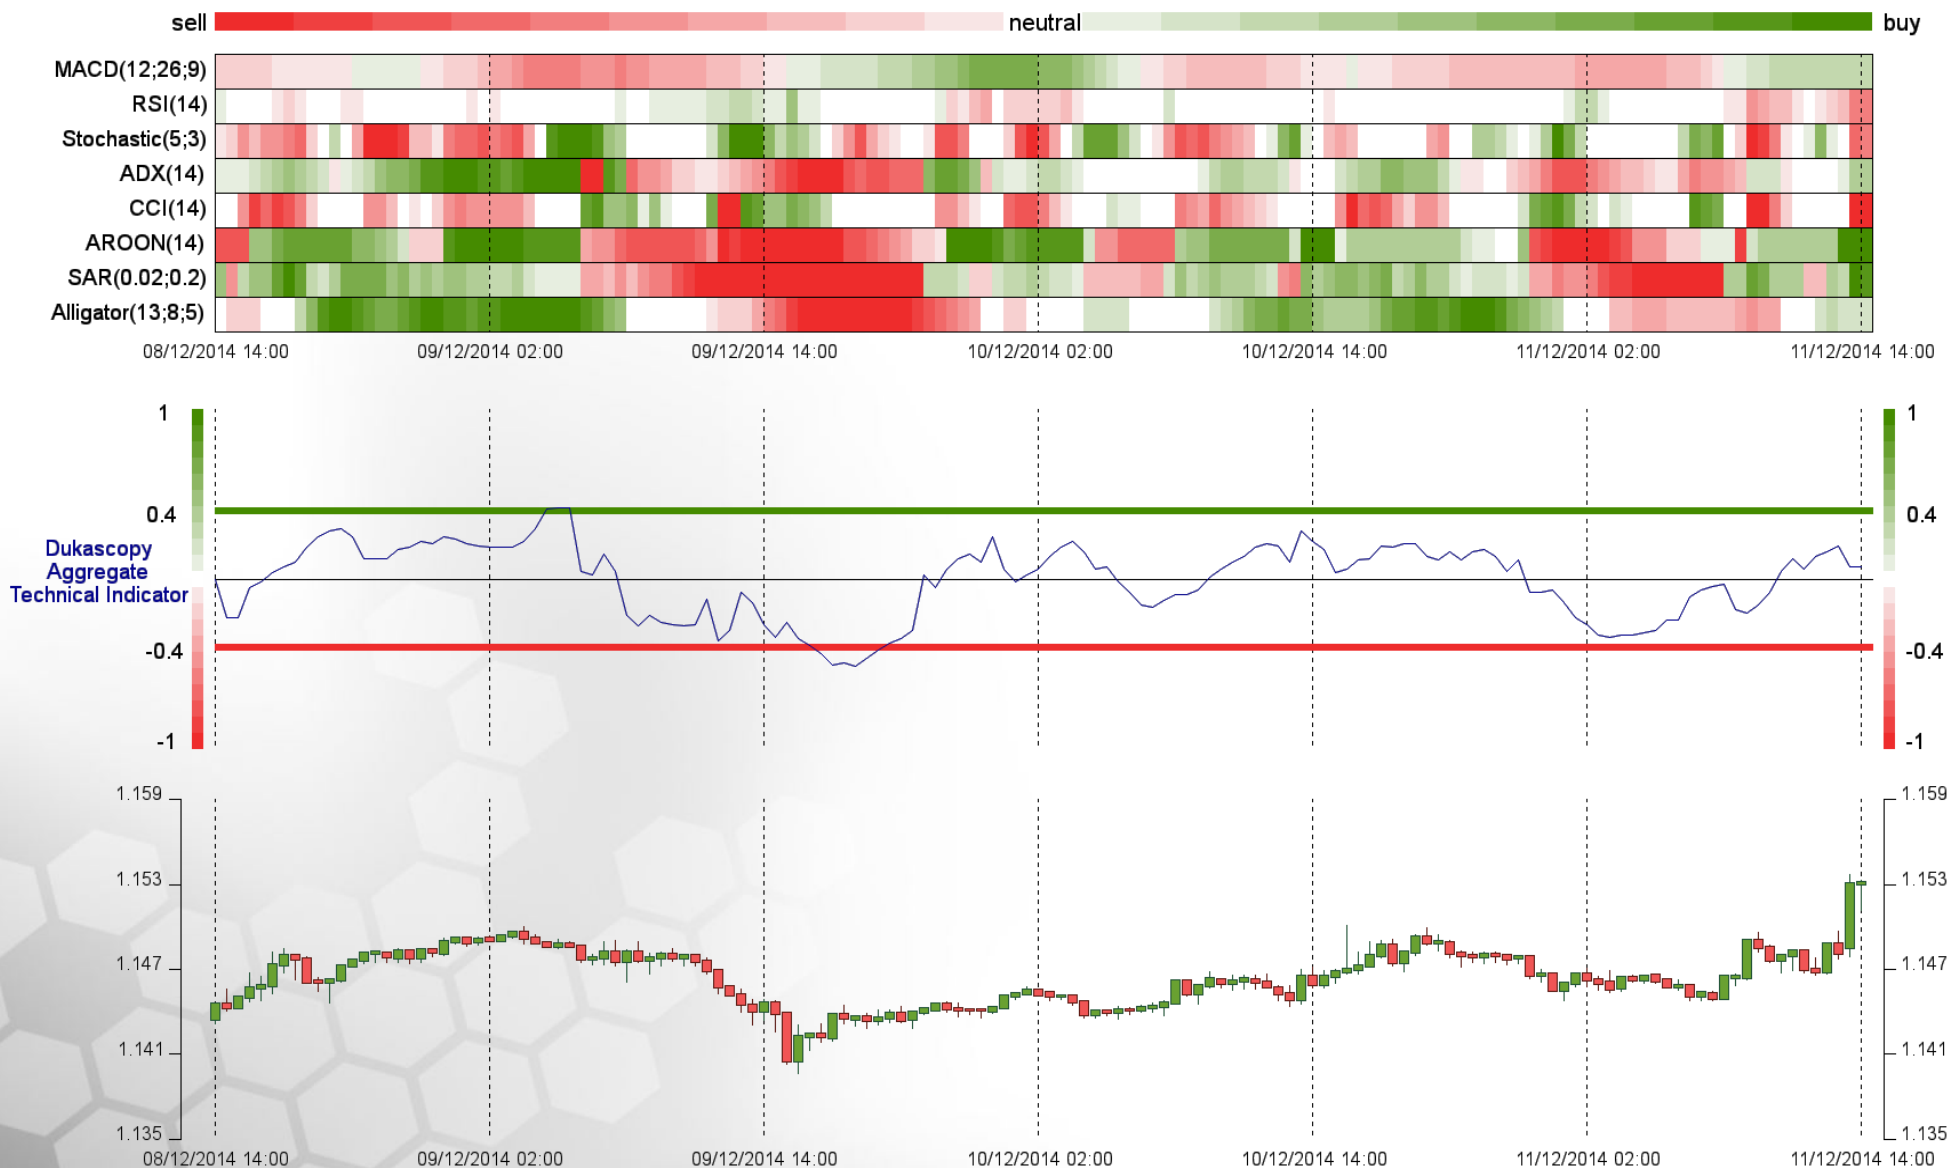 sell neutral buy
MACD(12;26;9)
RSI(14)
Stochastic(5;3)
ADX(14)
CCI(14)
AROON(14)
SAR(0.02;0.2)
Alligator(13;8;5)
08/12/2014 14:00 09/12/2014 02:00 09/12/2014 14:00 10/12/2014 02:00 10/12/2014 14:00 11/12/2014 02:00 11/12/2014 14:00
1 1
0.4 0.4
Dukascopy
Aggregate
Technical Indicator
-0.4 -0.4
-1 -1
1.159 1.159
1.153 1.153
1.147 1.147
1.141 1.141
1.135 1.135
08/12/2014 14:00 09/12/2014 02:00 09/12/2014 14:00 10/12/2014 02:00 10/12/2014 14:00 11/12/2014 02:00 11/12/2014 14:00